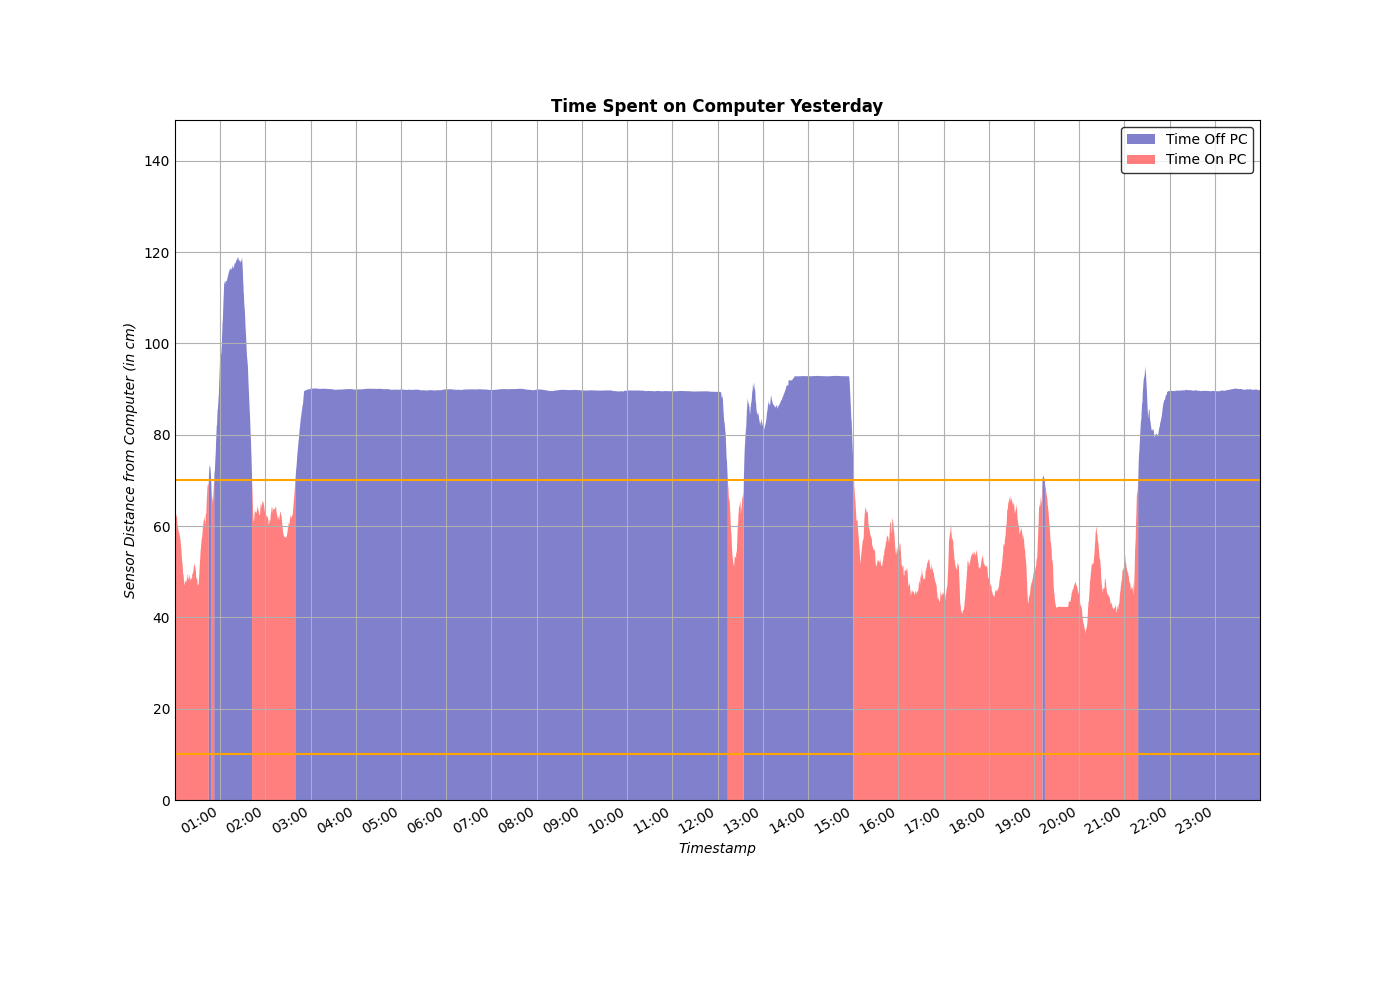 Time Spent on Computer Yesterday
Time Off PC
Time On PC
140
120
100
80
60
40
20
0
Sensor Distance from Computer (in cm)
01:00 02:00 03:00 04:00 05:00 06:00 07:00 08:00 09:00 10:00 11:00 12:00 13:00 14:00 15:00 16:00 17:00 18:00 19:00 20:00 21:00 22:00 23:00
Timestamp